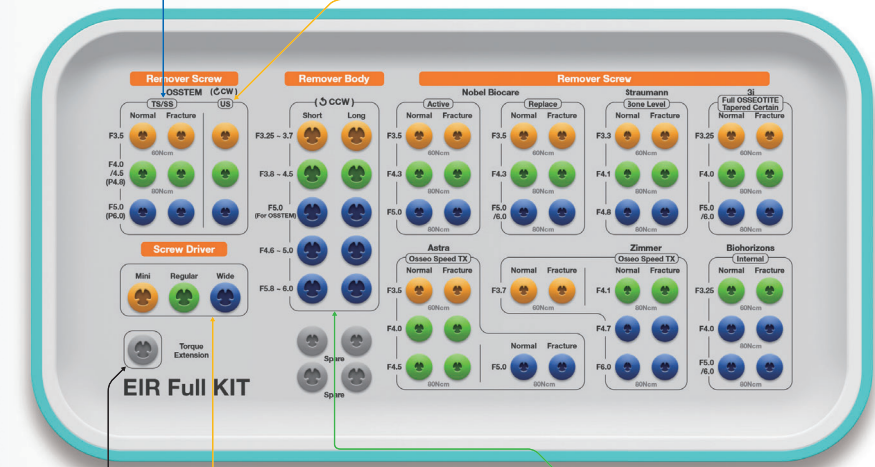 Remover Screw
OSSTEM (CW)
TS/SS US
Normal Fracture
F3.5
60Ncm
F4.0
/4.5
(P4.8)
80Ncm
F5.0
(P6.0)
Screw Driver
Mini Regular Wide
Torque
Extension
EIR Full KIT
Remover Body
(CCW)
Short Long
F3.25 ~ 3.7
F3.8 ~ 4.5
F5.0
(For OSSTEM)
F4.6 ~ 5.0
F5.8 ~ 6.0
Spare
Spare
Remover Screw
Nobel Biocare
Active
Normal Fracture
F3.5
60Ncm
F4.3
80Ncm
F5.0
80Ncm
Replace
Normal Fracture
F3.5
60Ncm
F4.3
80Ncm
F5.0
/6.0
80Ncm
Straumann
Bone Level
Normal Fracture
F3.3
60Ncm
F4.1
80Ncm
F4.8
80Ncm
3i
Full OSSEOTITE
Tapered Certain
Normal Fracture
F3.25
60Ncm
F4.0
80Ncm
F5.0
/6.0
80Ncm
Astra
Osseo Speed TX
Normal Fracture
F3.5
F4.0
F4.5
80Ncm
Zimmer
Osseo Speed TX
Normal Fracture
F3.7
Normal Fracture
F4.1
F4.7
Normal Fracture
F5.0
80Ncm
F6.0
80Ncm
Biohorizons
Internal
Normal Fracture
F3.25
F4.0
F5.0
/6.0
80Ncm